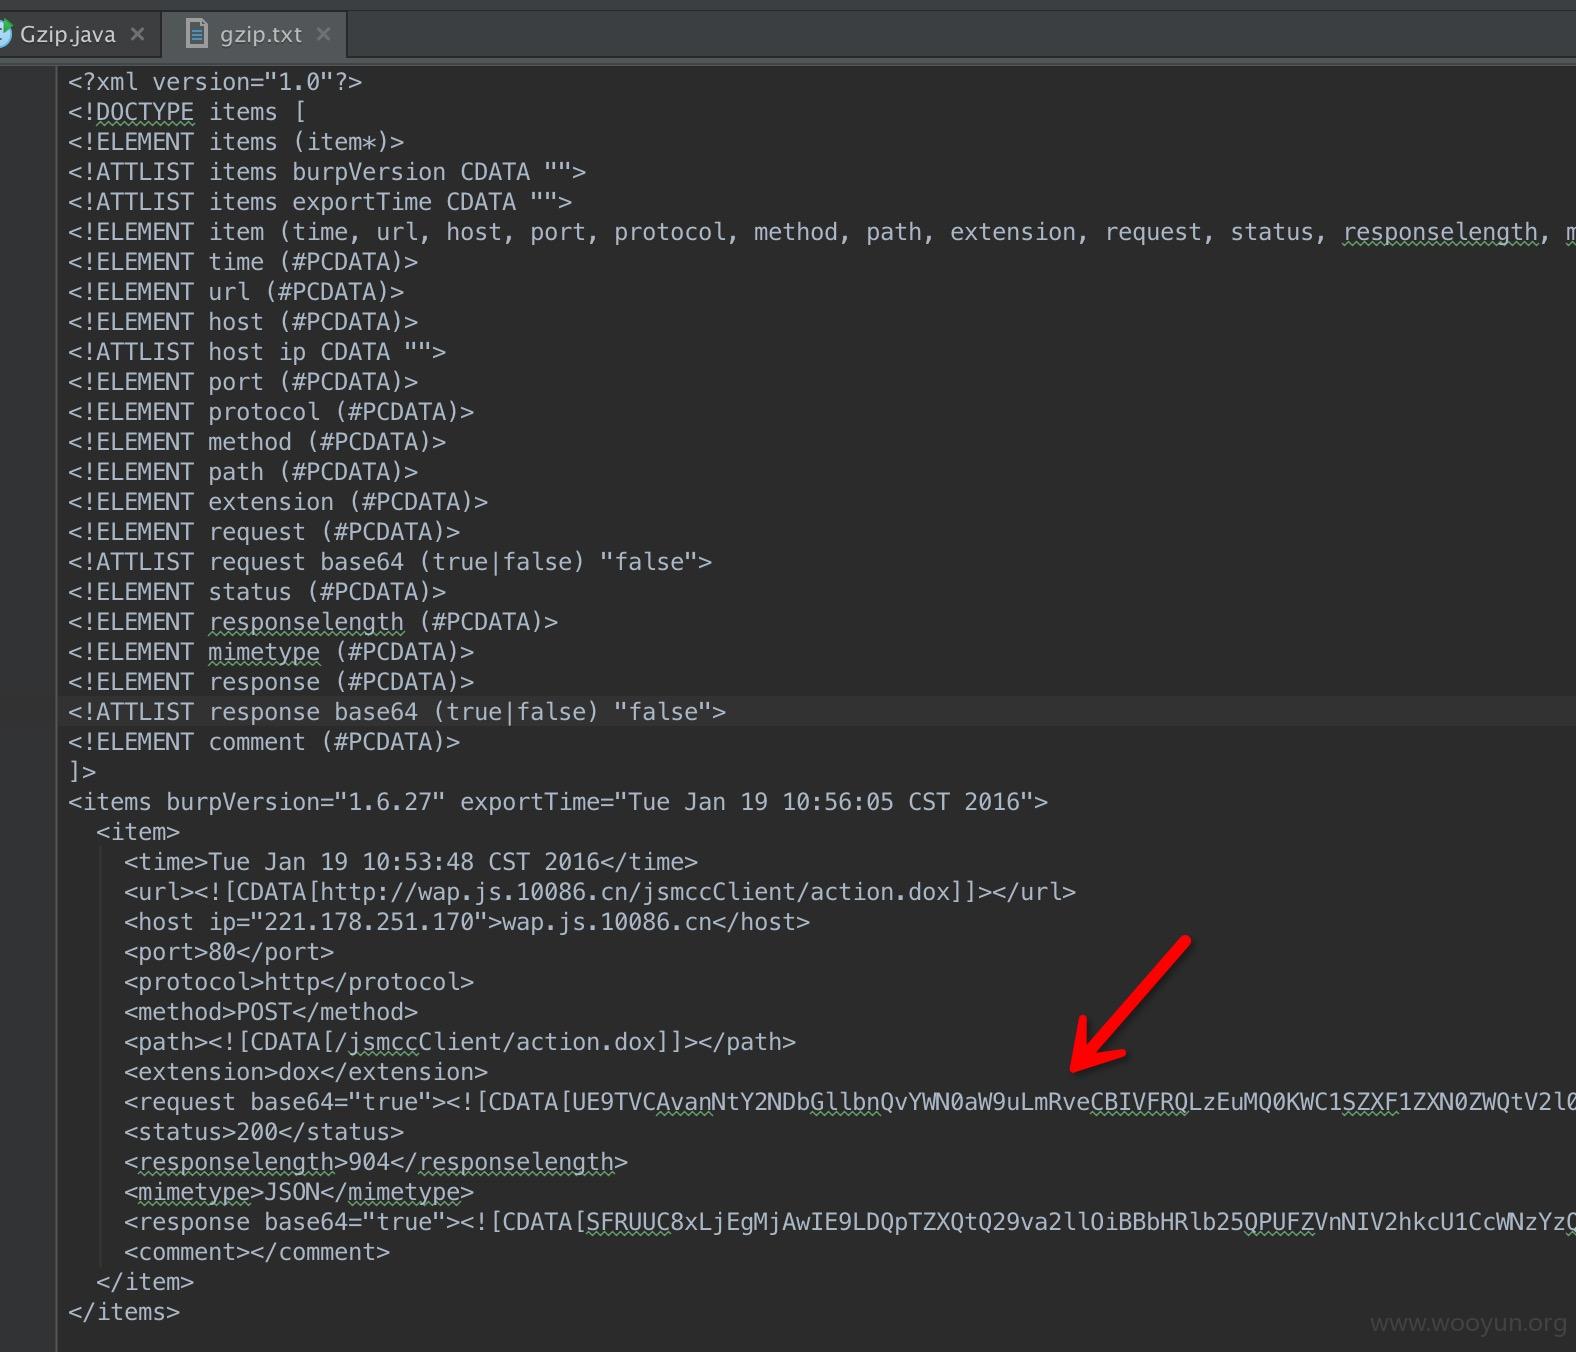 Gzip.java
gzip.txt
<?xml version="1.0"?>
<!DOCTYPE items [
<!ELEMENT items (item*)>
<!ATTLIST items burpVersion CDATA "">
<!ATTLIST items exportTime CDATA "">
<!ELEMENT item (time, url, host, port, protocol, method, path, extension, request, status, responselength, m
<!ELEMENT time (#PCDATA)>
<!ELEMENT url (#PCDATA)>
<!ELEMENT host (#PCDATA)>
<!ATTLIST host ip CDATA "">
<!ELEMENT port (#PCDATA)>
<!ELEMENT protocol (#PCDATA)>
<!ELEMENT method (#PCDATA)>
<!ELEMENT path (#PCDATA)>
<!ELEMENT extension (#PCDATA)>
<!ELEMENT request (#PCDATA)>
<!ATTLIST request base64 (true|false) "false">
<!ELEMENT status (#PCDATA)>
<!ELEMENT responselength (#PCDATA)>
<!ELEMENT mimetype (#PCDATA)>
<!ELEMENT response (#PCDATA)>
<!ATTLIST response base64 (true|false) "false">
<!ELEMENT comment (#PCDATA)>
]>
<items burpVersion="1.6.27" exportTime="Tue Jan 19 10:56:05 CST 2016">
<item>
<time>Tue Jan 19 10:53:48 CST 2016</time>
<url><![CDATA[http://wap.js.10086.cn/jsmccClient/action.dox]]></url>
<host ip="221.178.251.170">wap.js.10086.cn</host>
<port>80</port>
<protocol>http</protocol>
<method>POST</method>
<path><![CDATA[/jsmccClient/action.dox]]></path>
<extension>dox</extension>
<request base64="true"><![CDATA[UE9TVCAvanNtY2NDbGllbnQvYWN0aW9uLmRveCBIVFRQLzEuMQ0KWC1SZXF1ZXN0ZWQtV2l0
<status>200</status>
<responselength>904</responselength>
<mimetype>JSON</mimetype>
<response base64="true"><![CDATA[SFRUUC8xLjEgMjAwIE9LDQpTZXQtQ29va2llOiBBbHRlb25QPUFZVnNIV2hkcU1CcWNzYzQ
<comment></comment>
</item>
</items>
www.wooyun.org